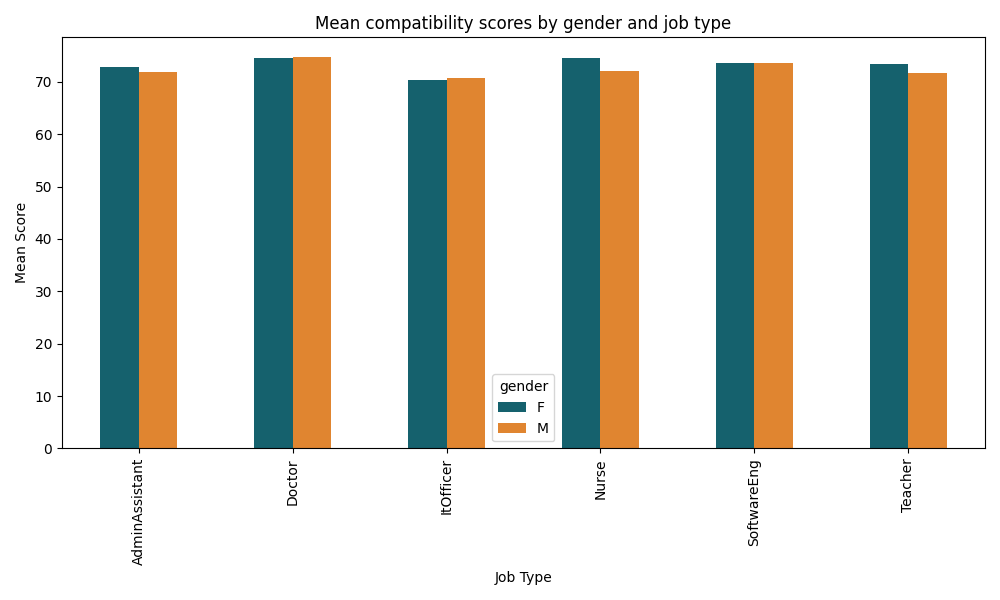 Mean compatibility scores by gender and job type
Mean Score
70
60
50
40
30
20
10
0
gender
F
M
AdminAssistant
Doctor
ItOfficer
Nurse
SoftwareEng
Teacher
Job Type